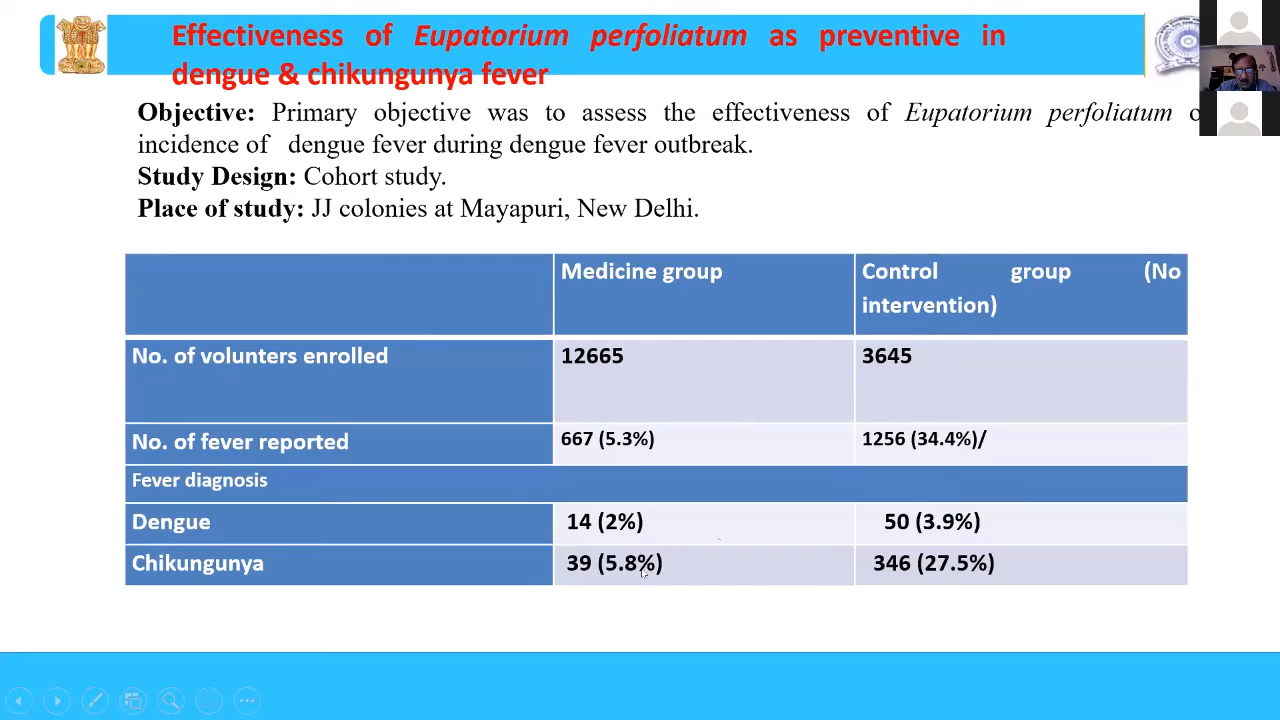 Effectiveness of Eupatorium perfoliatum as preventive in
dengue & chikungunya fever
Objective: Primary objective was to assess the effectiveness of Eupatorium perfoliatum
incidence of dengue fever during dengue fever outbreak.
Study Design: Cohort study.
Place of study: JJ colonies at Mayapuri, New Delhi.
Medicine group
Control group (No
intervention)
No. of volunters enrolled
12665
3645
No. of fever reported
667 (5.3%)
1256 (34.4%)/
Fever diagnosis
Dengue
14 (2%)
50 (3.9%)
Chikungunya
39 (5.8%)
346 (27.5%)